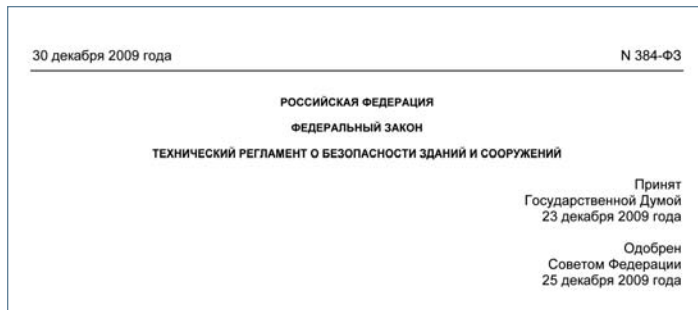 30 декабря 2009 года N 384-ФЗ
РОССИЙСКАЯ ФЕДЕРАЦИЯ
ФЕДЕРАЛЬНЫЙ ЗАКОН
ТЕХНИЧЕСКИЙ РЕГЛАМЕНТ О БЕЗОПАСНОСТИ ЗДАНИЙ И СООРУЖЕНИЙ
Принят
Государственной Думой
23 декабря 2009 года
Одобрен
Советом Федерации
25 декабря 2009 года